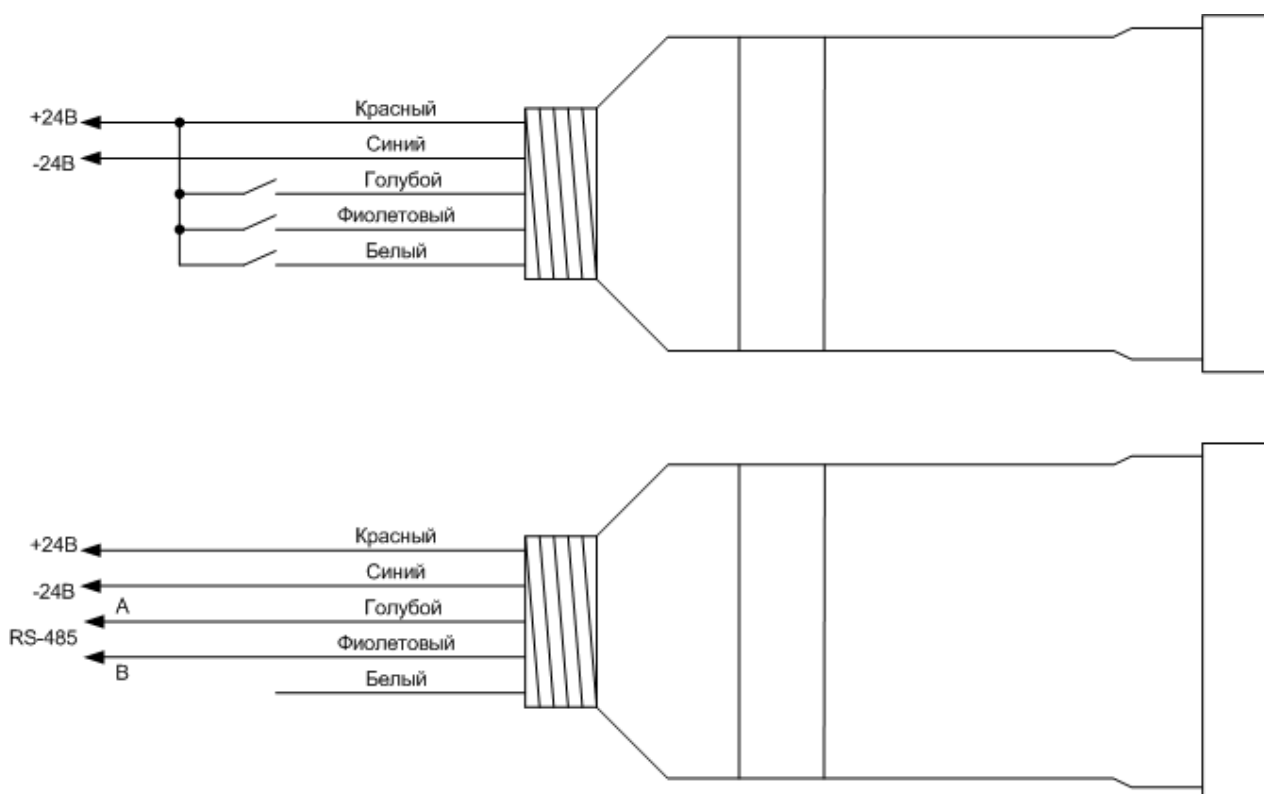 Красный
+24В
Синий
-24В
Голубой
Фиолетовый
Белый
Красный
+24В
Синий
-24В
A
Голубой
RS-485
Фиолетовый
B
Белый